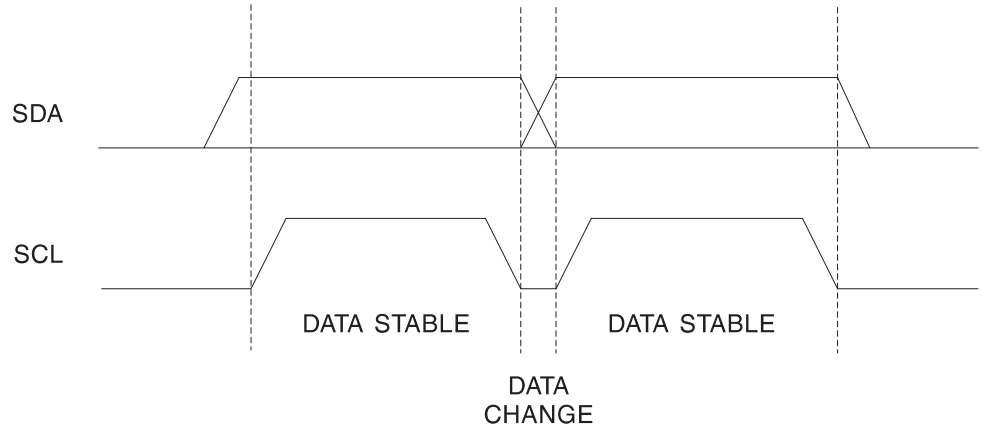 SDA
SCL
DATA STABLE
DATA STABLE
DATA
CHANGE